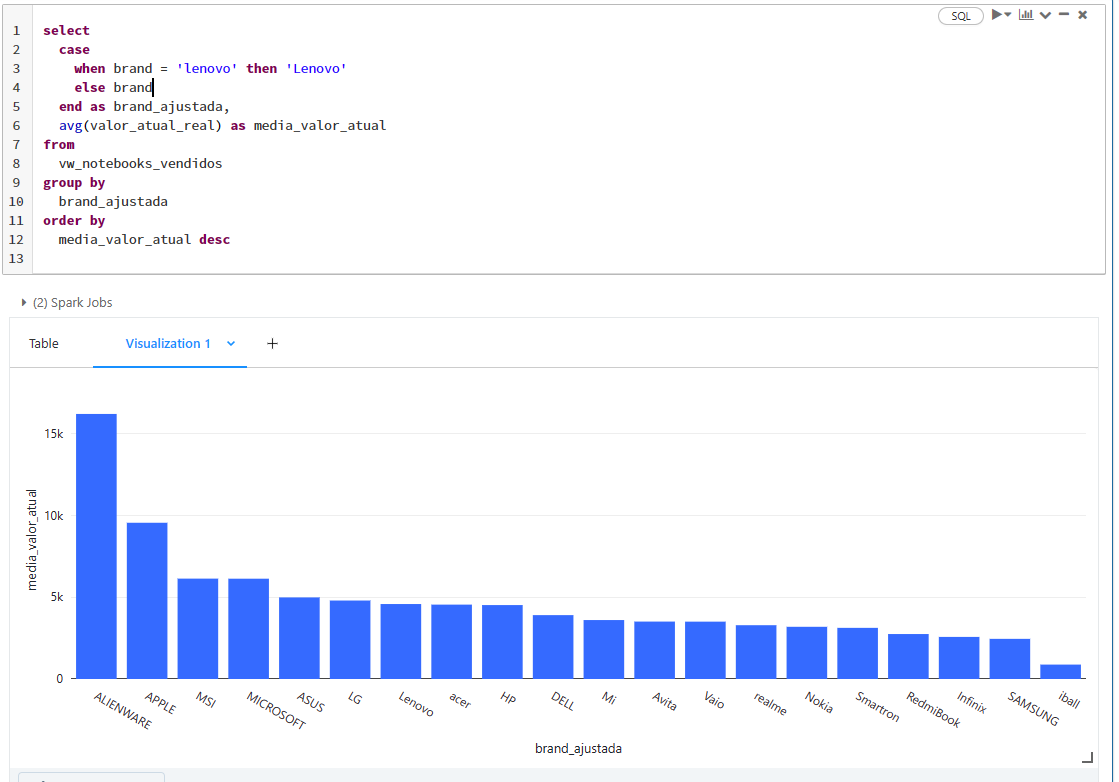 SQL
1 select
2 case
3 when brand = 'lenovo' then 'Lenovo'
4 else brand
5 end as brand_ajustada,
6 avg(valor_atual_real) as media_valor_atual
7 from
8 vw_notebooks_vendidos
9 group by
10 brand_ajustada
11 order by
12 media_valor_atual desc
13
(2) Spark Jobs
Table Visualization 1 +
15k
10k
5k
0
media_valor_atual
ALIENWARE APPLE MSI MICROSOFT ASUS LG Lenovo acer HP DELL Mi Avita Vaio realme Nokia Smartron RedmiBook Infinix SAMSUNG iball
brand_ajustada